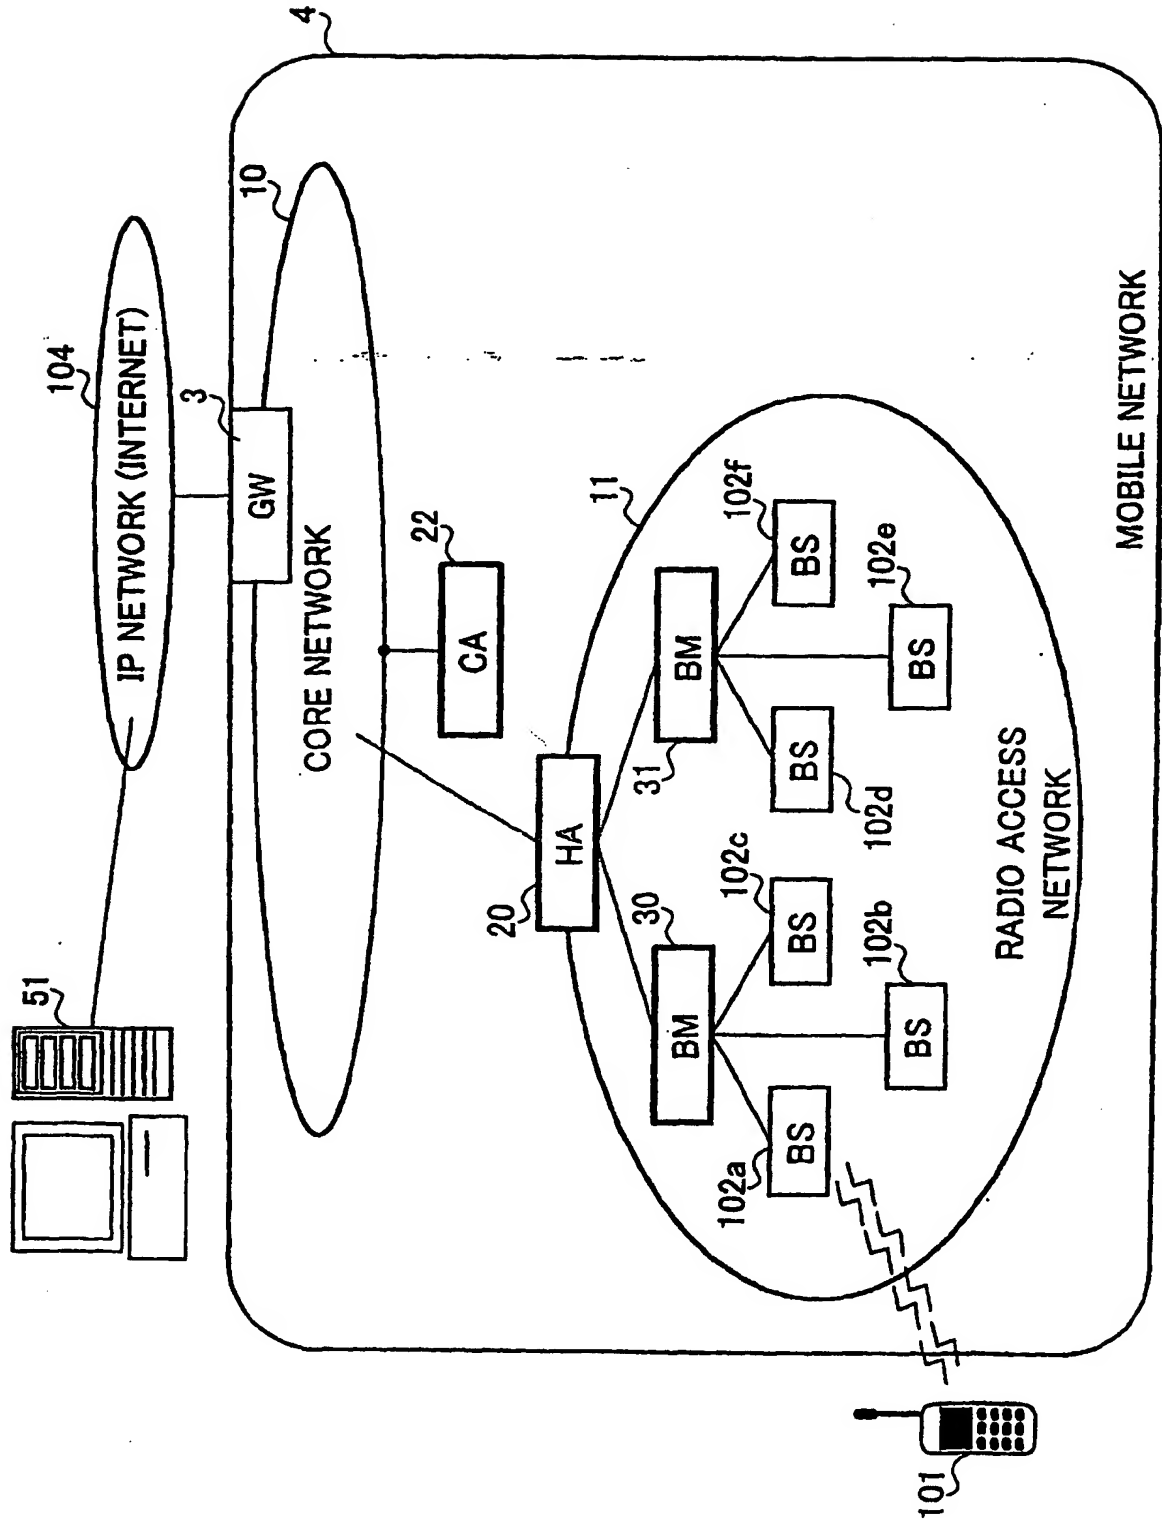 51
104
IP NETWORK (INTERNET)
4
3
GW
10
CORE NETWORK
22
CA
20
HA
11
30
BM
31
BM
102a
BS
102c
BS
102d
BS
102f
BS
102b
BS
102e
BS
RADIO ACCESS
NETWORK
MOBILE NETWORK
101